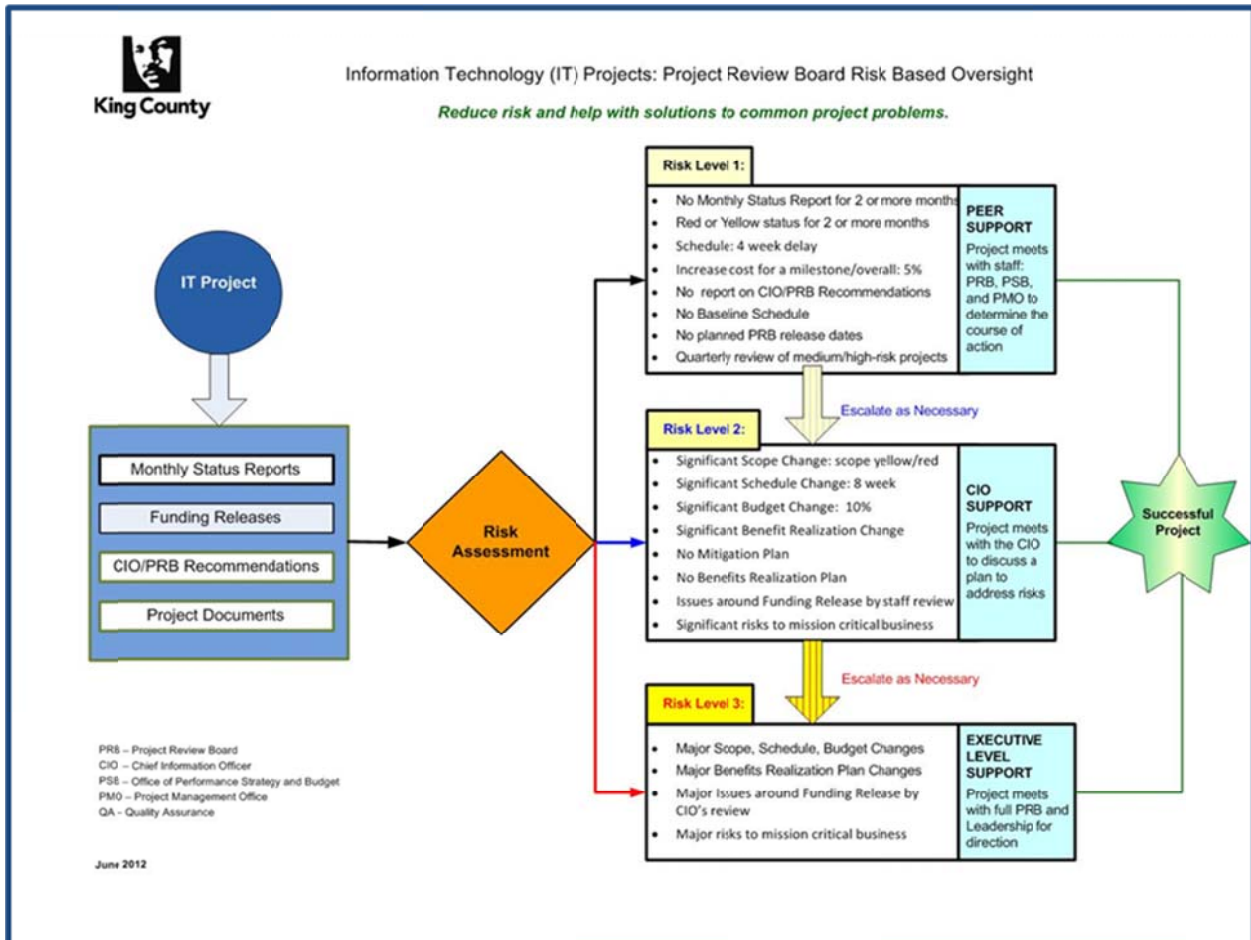 King County
Information Technology (IT) Projects: Project Review Board Risk Based Oversight
Reduce risk and help with solutions to common project problems.
IT Project
Monthly Status Reports
Funding Releases
CIO/PRB Recommendations
Project Documents
Risk
Assessment
Risk Level 1:
No Monthly Status Report for 2 or more months
Red or Yellow status for 2 or more months
Schedule: 4 week delay
Increase cost for a milestone/overall: 5%
No report on CIO/PRB Recommendations
No Baseline Schedule
No planned PRB release dates
Quarterly review of medium/high-risk projects
PEER
SUPPORT
Project meets
with staff:
PRB, PSB,
and PMO to
determine the
course of
action
Escalate as Necessary
Risk Level 2:
Significant Scope Change: scope yellow/red
Significant Schedule Change: 8 week
Significant Budget Change: 10%
Significant Benefit Realization Change
No Mitigation Plan
No Benefits Realization Plan
Issues around Funding Release by staff review
Significant risks to mission critical business
CIO
SUPPORT
Project meets
with the CIO
to discuss a
plan to
address risks
Escalate as Necessary
Risk Level 3:
Major Scope, Schedule, Budget Changes
Major Benefits Realization Plan Changes
Major Issues around Funding Release by
CIO's review
Major risks to mission critical business
EXECUTIVE
LEVEL
SUPPORT
Project meets
with full PRB and
Leadership for
direction
Successful
Project
PRB – Project Review Board
CIO – Chief Information Officer
PSB – Office of Performance Strategy and Budget
PMO – Project Management Office
QA – Quality Assurance
June 2012